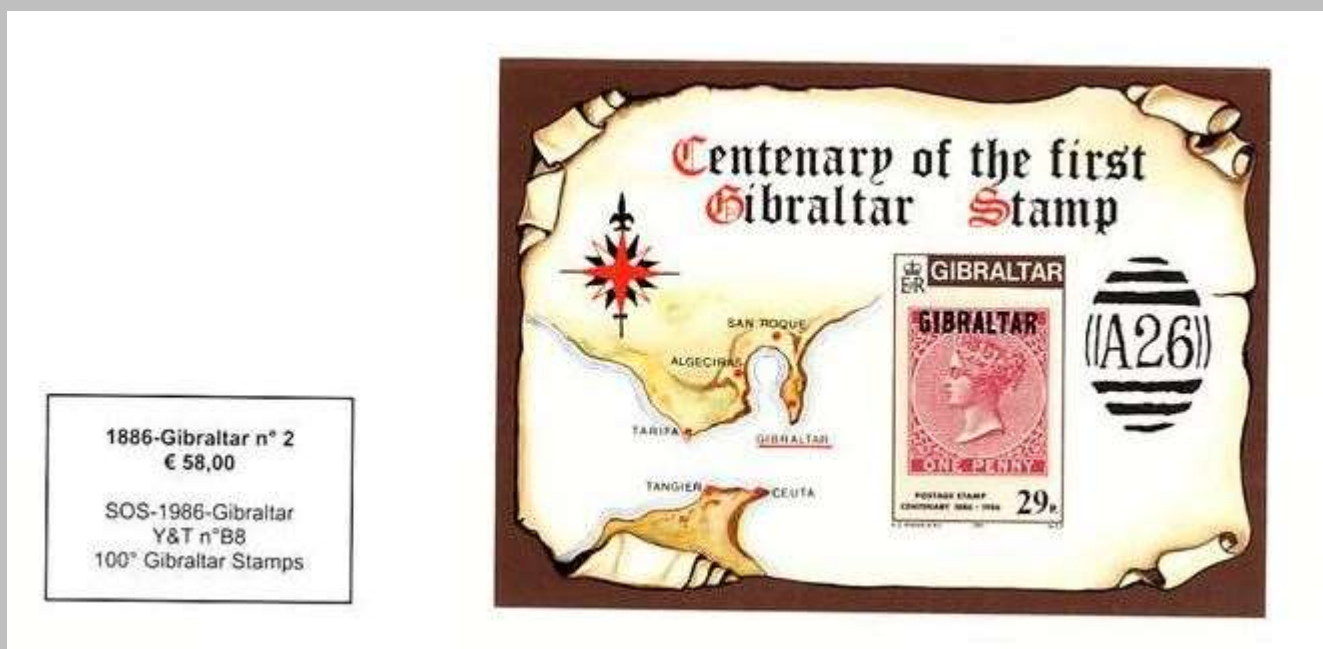 1886-Gibraltar n° 2
€ 58,00
SOS-1986-Gibraltar
Y&T n°B8
100° Gibraltar Stamps
Centenary of the first
Gibraltar Stamp
SAN ROQUE
ALGECIRAS
TARIFA
GIBRALTAR
TANGIER
CEUTA
E II R
GIBRALTAR
GIBRALTAR
ONE PENNY
POSTAGE STAMP
CENTENARY 1886 - 1986
29p.
A26